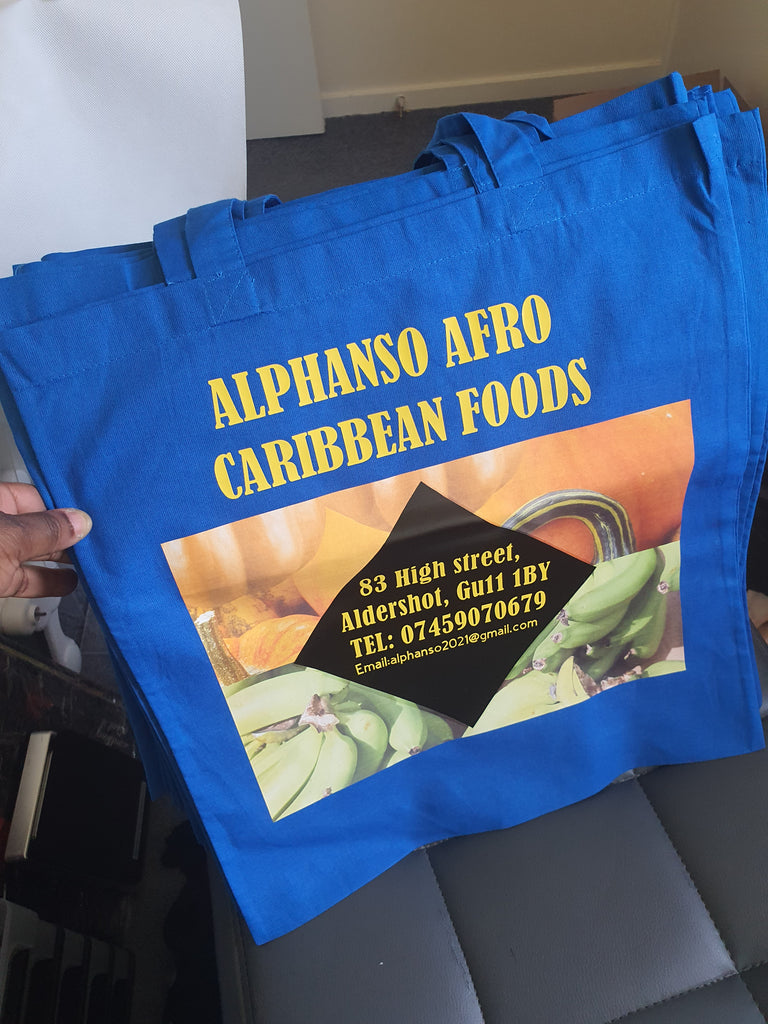 ALPHANSO AFRO
CARIBBEAN FOODS
83 High street,
Aldershot, Gu11 1BY
TEL: 07459070679
Email:alphanso2021@gmail.com